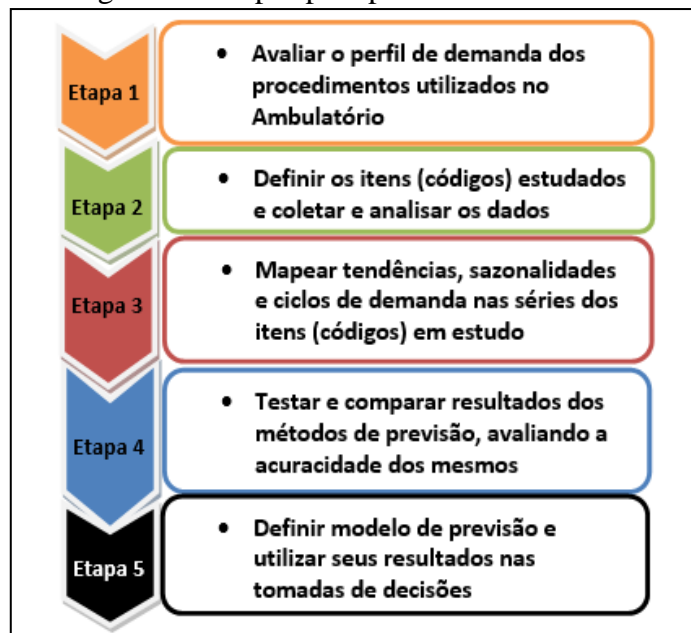 Etapa 1
• Avaliar o perfil de demanda dos
procedimentos utilizados no
Ambulatório
Etapa 2
• Definir os itens (códigos) estudados
e coletar e analisar os dados
Etapa 3
• Mapear tendências, sazonalidades
e ciclos de demanda nas séries dos
itens (códigos) em estudo
Etapa 4
• Testar e comparar resultados dos
métodos de previsão, avaliando a
acuracidade dos mesmos
Etapa 5
• Definir modelo de previsão e
utilizar seus resultados nas
tomadas de decisões